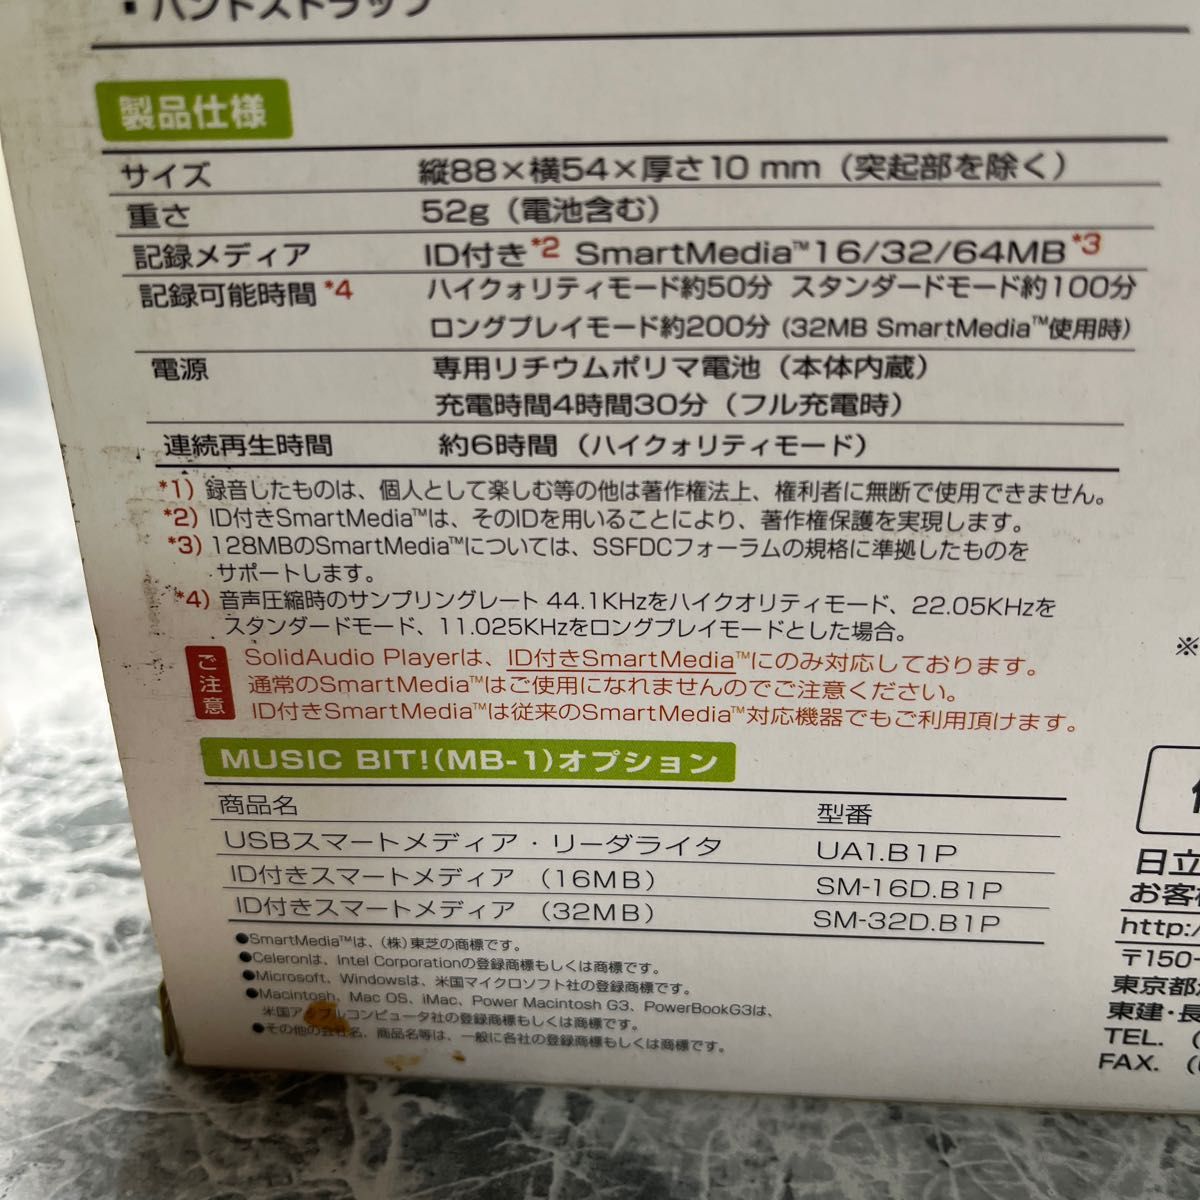 ・ハンドストラップ
製品仕様
サイズ 縦88×横54×厚さ10 mm（突起部を除く）
重さ 52g（電池含む）
記録メディア ID付き*2 SmartMedia™16/32/64MB*3
記録可能時間*4 ハイクォリティモード約50分 スタンダードモード約100分
ロングプレイモード約200分 (32MB SmartMedia™使用時)
電源 専用リチウムポリマ電池（本体内蔵）
充電時間4時間30分（フル充電時）
連続再生時間 約6時間（ハイクォリティモード）
*1) 録音したものは、個人として楽しむ等の他は著作権法上、権利者に無断で使用できません。
*2) ID付きSmartMedia™は、そのIDを用いることにより、著作権保護を実現します。
*3) 128MBのSmartMedia™については、SSFDCフォーラムの規格に準拠したものを
サポートします。
*4) 音声圧縮時のサンプリングレート 44.1KHzをハイクオリティモード、22.05KHzを
スタンダードモード、11.025KHzをロングプレイモードとした場合。
ご注意
SolidAudio Playerは、ID付きSmartMedia™にのみ対応しております。
通常のSmartMedia™はご使用になれませんのでご注意ください。
ID付きSmartMedia™は従来のSmartMedia™対応機器でもご利用頂けます。
MUSIC BIT!(MB-1)オプション
商品名 型番
USBスマートメディア・リーダライタ UA1.B1P
ID付きスマートメディア （16MB） SM-16D.B1P
ID付きスマートメディア （32MB） SM-32D.B1P
●SmartMedia™は、(株)東芝の商標です。
●Celeronは、Intel Corporationの登録商標もしくは商標です。
●Microsoft、Windowsは、米国マイクロソフト社の登録商標です。
●Macintosh、Mac OS、iMac、Power Macintosh G3、PowerBookG3は、
米国アップルコンピュータ社の登録商標もしくは商標です。
●その他の会社名、商品名等は、一般に各社の登録商標もしくは商標です。
※
日立
お客様
http:/
〒150-
東京都
東建・長
TEL. (
FAX. (